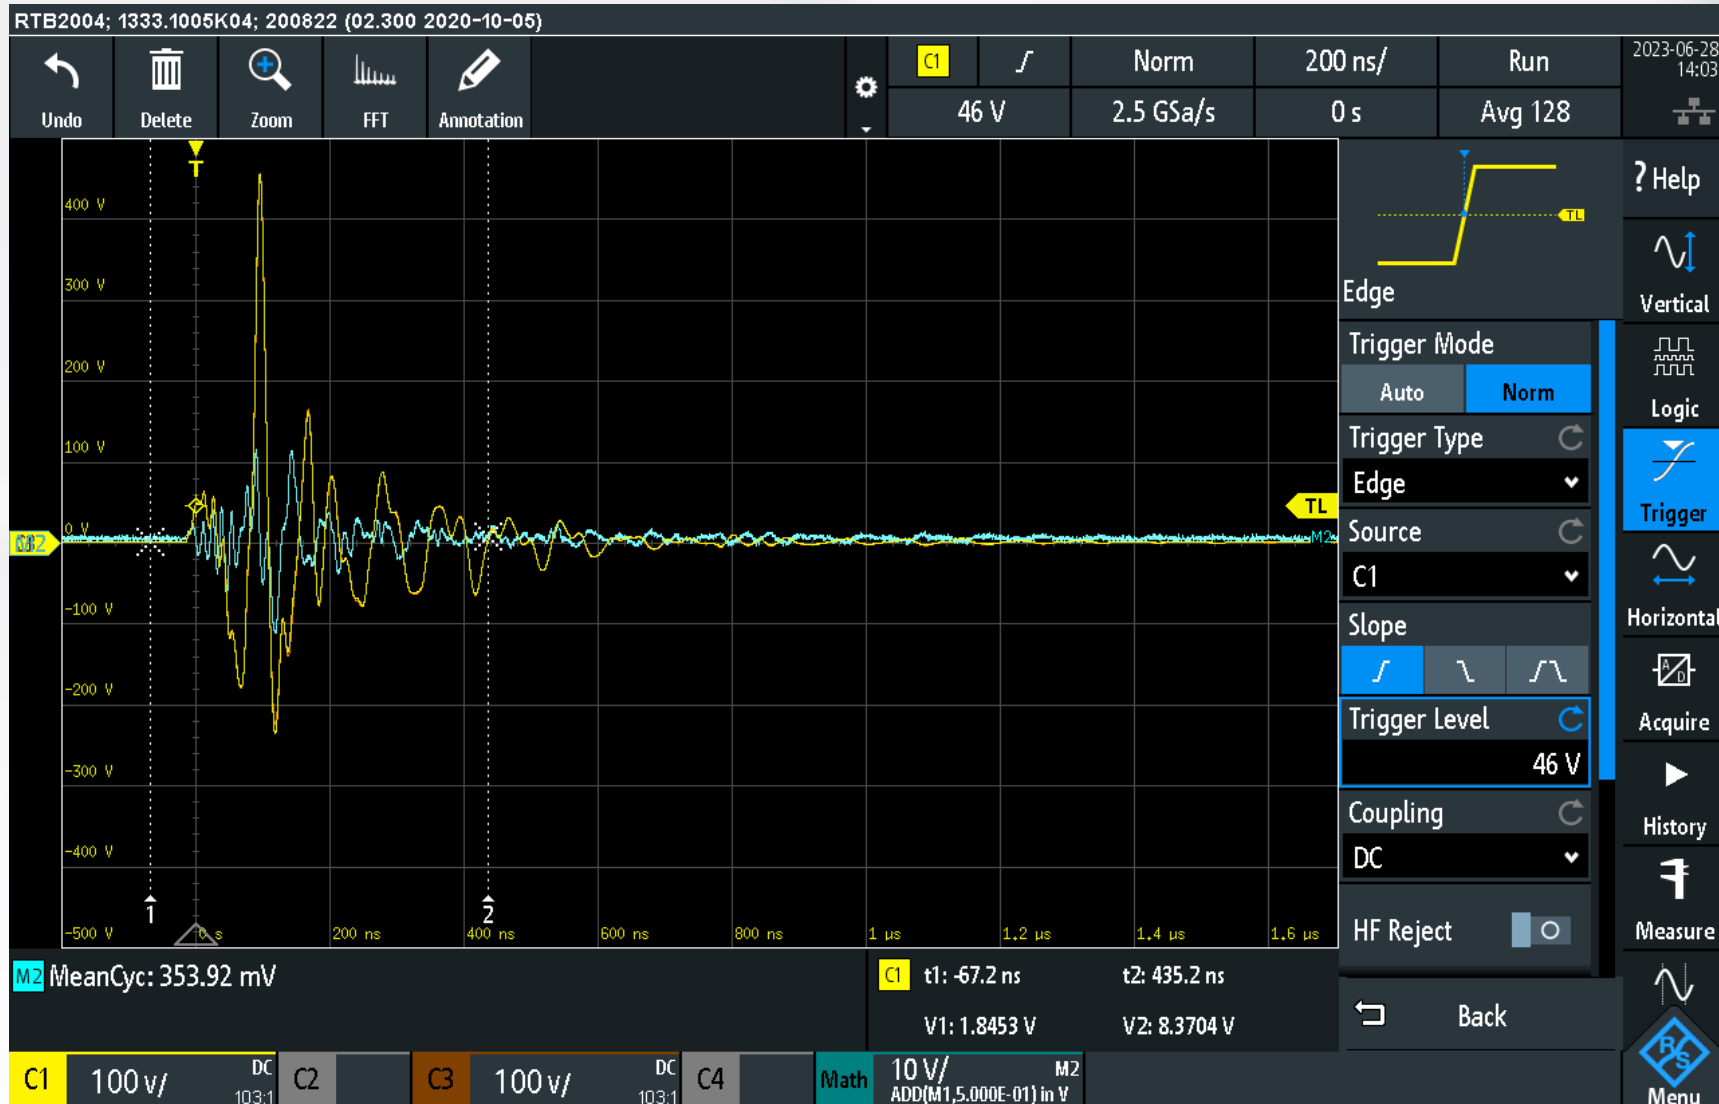 RTB2004; 1333.1005K04; 200822 (02.300 2020-10-05)
Undo
Delete
Zoom
FFT
Annotation
C1
Norm
200 ns/
Run
46 V
2.5 GSa/s
0 s
Avg 128
2023-06-28
14:03
T
400 V
300 V
200 V
100 V
0 V
-100 V
-200 V
-300 V
-400 V
-500 V
0 s
200 ns
400 ns
600 ns
800 ns
1 µs
1.2 µs
1.4 µs
1.6 µs
1
2
TL
M2
TL
Edge
Trigger Mode
Auto
Norm
Trigger Type
Edge
Source
C1
Slope
Trigger Level
46 V
Coupling
DC
HF Reject
Back
? Help
Vertical
Logic
Trigger
Horizontal
A
D
Acquire
History
Measure
R&S
Menu
M2 MeanCyc: 353.92 mV
C1 t1: -67.2 ns t2: 435.2 ns
V1: 1.8453 V V2: 8.3704 V
C1 100 V/ DC
103:1
C2
C3 100 V/ DC
103:1
C4
Math 10 V/ M2
ADD(M1,5.000E-01) in V